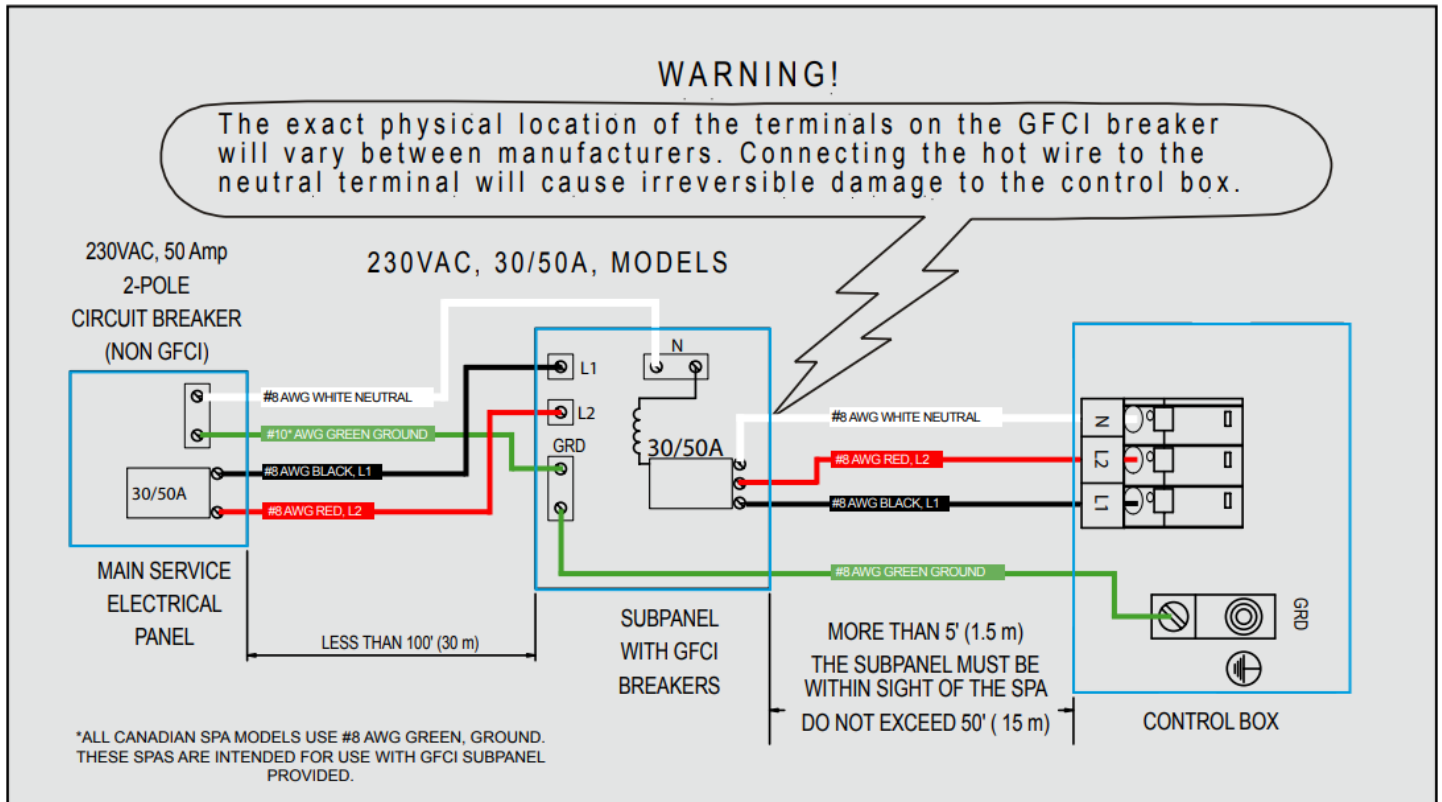 WARNING!
The exact physical location of the terminals on the GFCI breaker
will vary between manufacturers. Connecting the hot wire to the
neutral terminal will cause irreversible damage to the control box.
230VAC, 50 Amp
2-POLE
CIRCUIT BREAKER
(NON GFCI)
230VAC, 30/50A, MODELS
#8 AWG WHITE NEUTRAL
#10* AWG GREEN GROUND
#8 AWG BLACK, L1
#8 AWG RED, L2
30/50A
MAIN SERVICE
ELECTRICAL
PANEL
LESS THAN 100' (30 m)
L1
L2
GRD
N
30/50A
SUBPANEL
WITH GFCI
BREAKERS
#8 AWG WHITE NEUTRAL
#8 AWG RED, L2
#8 AWG BLACK, L1
#8 AWG GREEN GROUND
MORE THAN 5' (1.5 m)
THE SUBPANEL MUST BE
WITHIN SIGHT OF THE SPA
DO NOT EXCEED 50' ( 15 m)
N
L2
L1
GRD
CONTROL BOX
*ALL CANADIAN SPA MODELS USE #8 AWG GREEN, GROUND.
THESE SPAS ARE INTENDED FOR USE WITH GFCI SUBPANEL
PROVIDED.